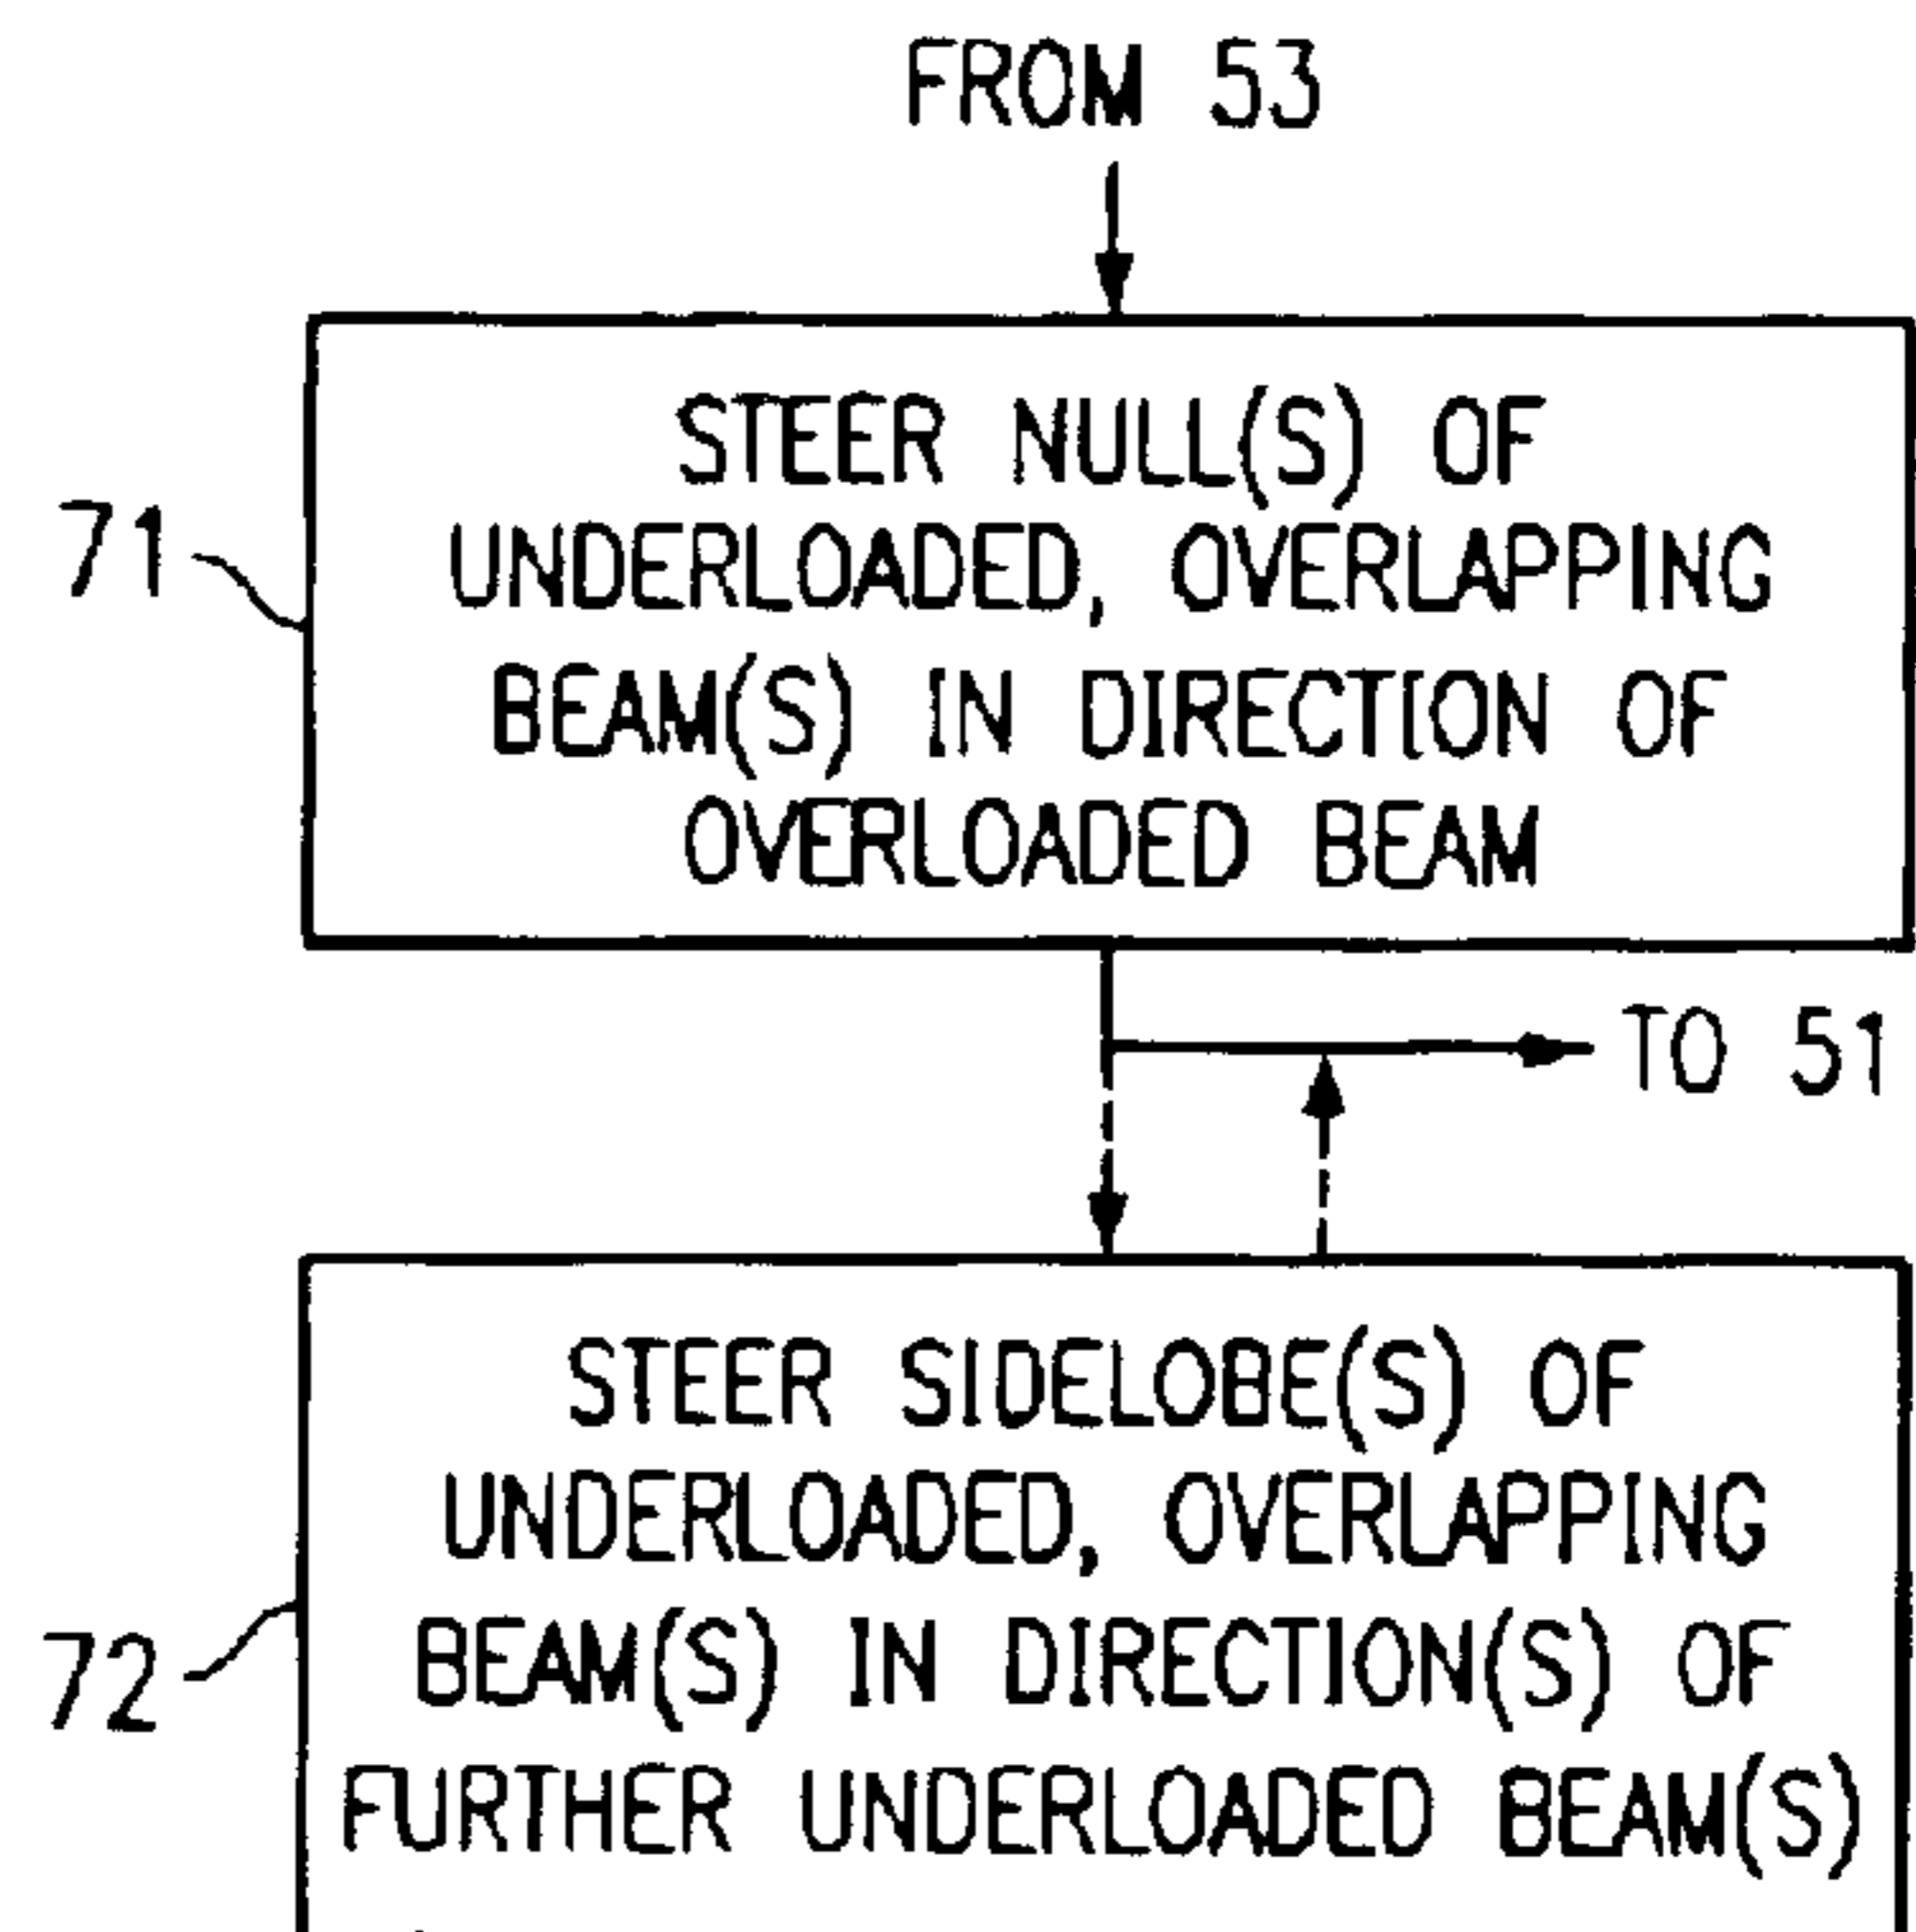 FROM 53
STEER NULL(S) OF
UNDERLOADED, OVERLAPPING
BEAM(S) IN DIRECTION OF
OVERLOADED BEAM
71
TO 51
STEER SIDELOBE(S) OF
UNDERLOADED, OVERLAPPING
BEAM(S) IN DIRECTION(S) OF
FURTHER UNDERLOADED BEAM(S)
72